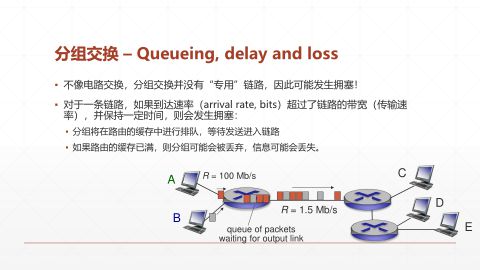 分组交换 – Queueing, delay and loss
不像电路交换，分组交换并没有“专用”链路，因此可能发生拥塞！
对于一条链路，如果到达速率（arrival rate, bits）超过了链路的带宽（传输速
率），并保持一定时间，则会发生拥塞：
分组将在路由的缓存中进行排队，等待发送进入链路
如果路由的缓存已满，则分组可能会被丢弃，信息可能会丢失。
A
R = 100 Mb/s
C
B
R = 1.5 Mb/s
D
queue of packets
waiting for output link
E